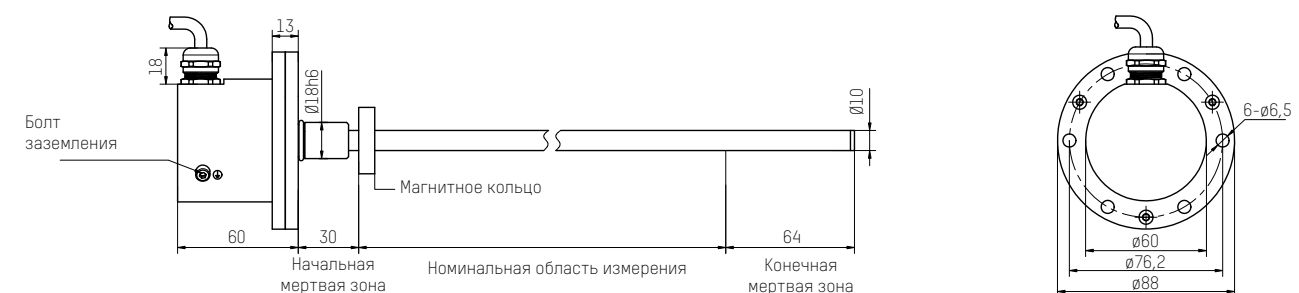 13
18
Ø18h6
Ø10
Болт
заземления
6-ø6,5
Магнитное кольцо
60
30
64
Начальная
мертвая зона
Номинальная область измерения
Конечная
мертвая зона
ø60
ø76,2
ø88